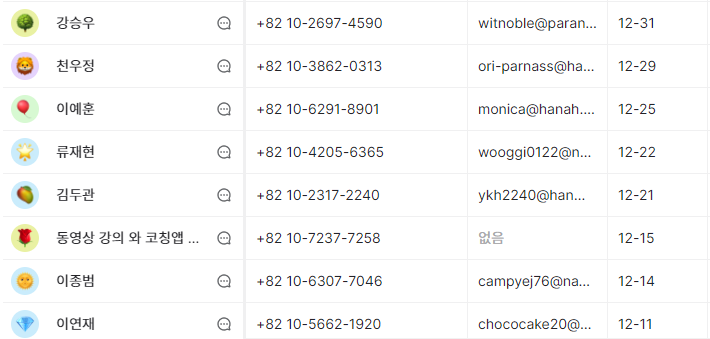 강승우 +82 10-2697-4590 witnoble@paran... 12-31
천우정 +82 10-3862-0313 ori-parnass@ha... 12-29
이예훈 +82 10-6291-8901 monica@hanah.... 12-25
류재현 +82 10-4205-6365 wooggi0122@n... 12-22
김두관 +82 10-2317-2240 ykh2240@han... 12-21
동영상 강의 와 코칭앱 ... +82 10-7237-7258 없음 12-15
이종범 +82 10-6307-7046 campyej76@na... 12-14
이연재 +82 10-5662-1920 chococake20@... 12-11